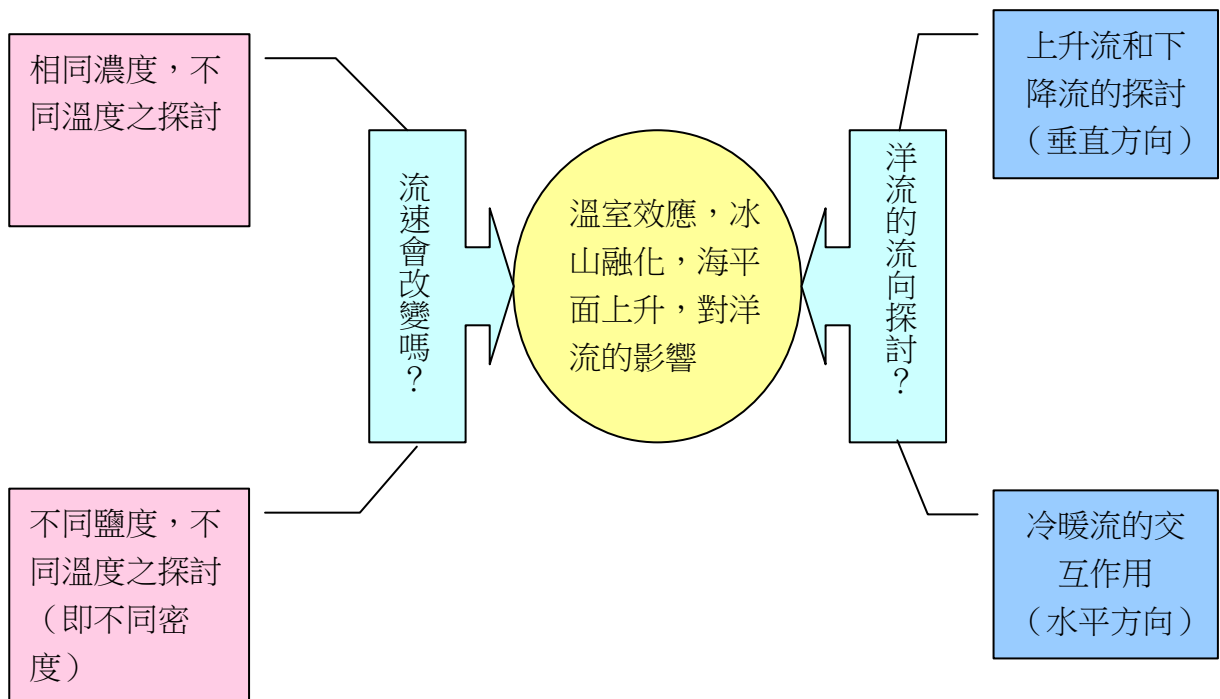 相同濃度，不
同溫度之探討
流速會改變嗎？
不同鹽度，不
同溫度之探討
（即不同密
度）
溫室效應，冰
山融化，海平
面上升，對洋
流的影響
洋流的流向探討？
上升流和下
降流的探討
（垂直方向）
冷暖流的交
互作用
（水平方向）